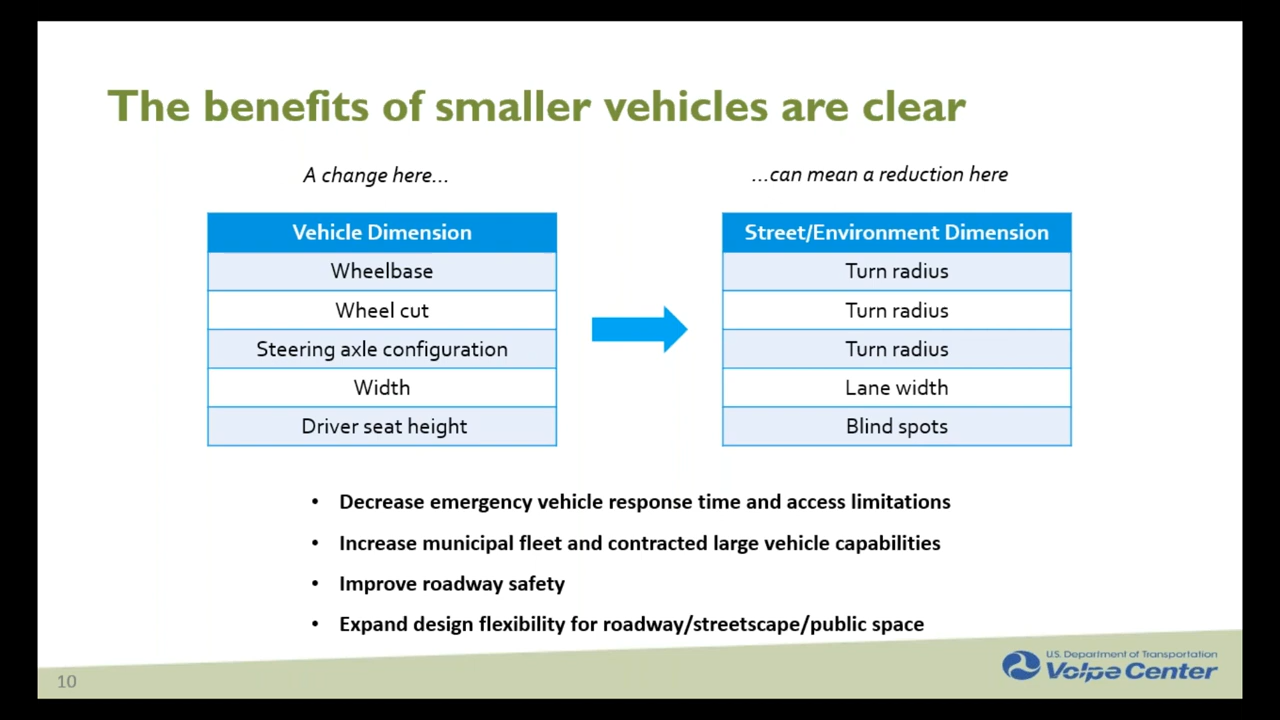 The benefits of smaller vehicles are clear
A change here...
...can mean a reduction here
Vehicle Dimension
Wheelbase
Wheel cut
Steering axle configuration
Width
Driver seat height
Street/Environment Dimension
Turn radius
Turn radius
Turn radius
Lane width
Blind spots
• Decrease emergency vehicle response time and access limitations
• Increase municipal fleet and contracted large vehicle capabilities
• Improve roadway safety
• Expand design flexibility for roadway/streetscape/public space
10
U.S. Department of Transportation
Volpe Center